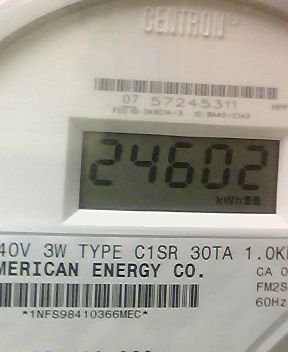 CENTRON
07 57245311
24602
kWh
40V 3W TYPE C1SR 30TA 1.0K
MERICAN ENERGY CO.
CA 0
FM2S
60Hz
*1NFS98410366MEC*